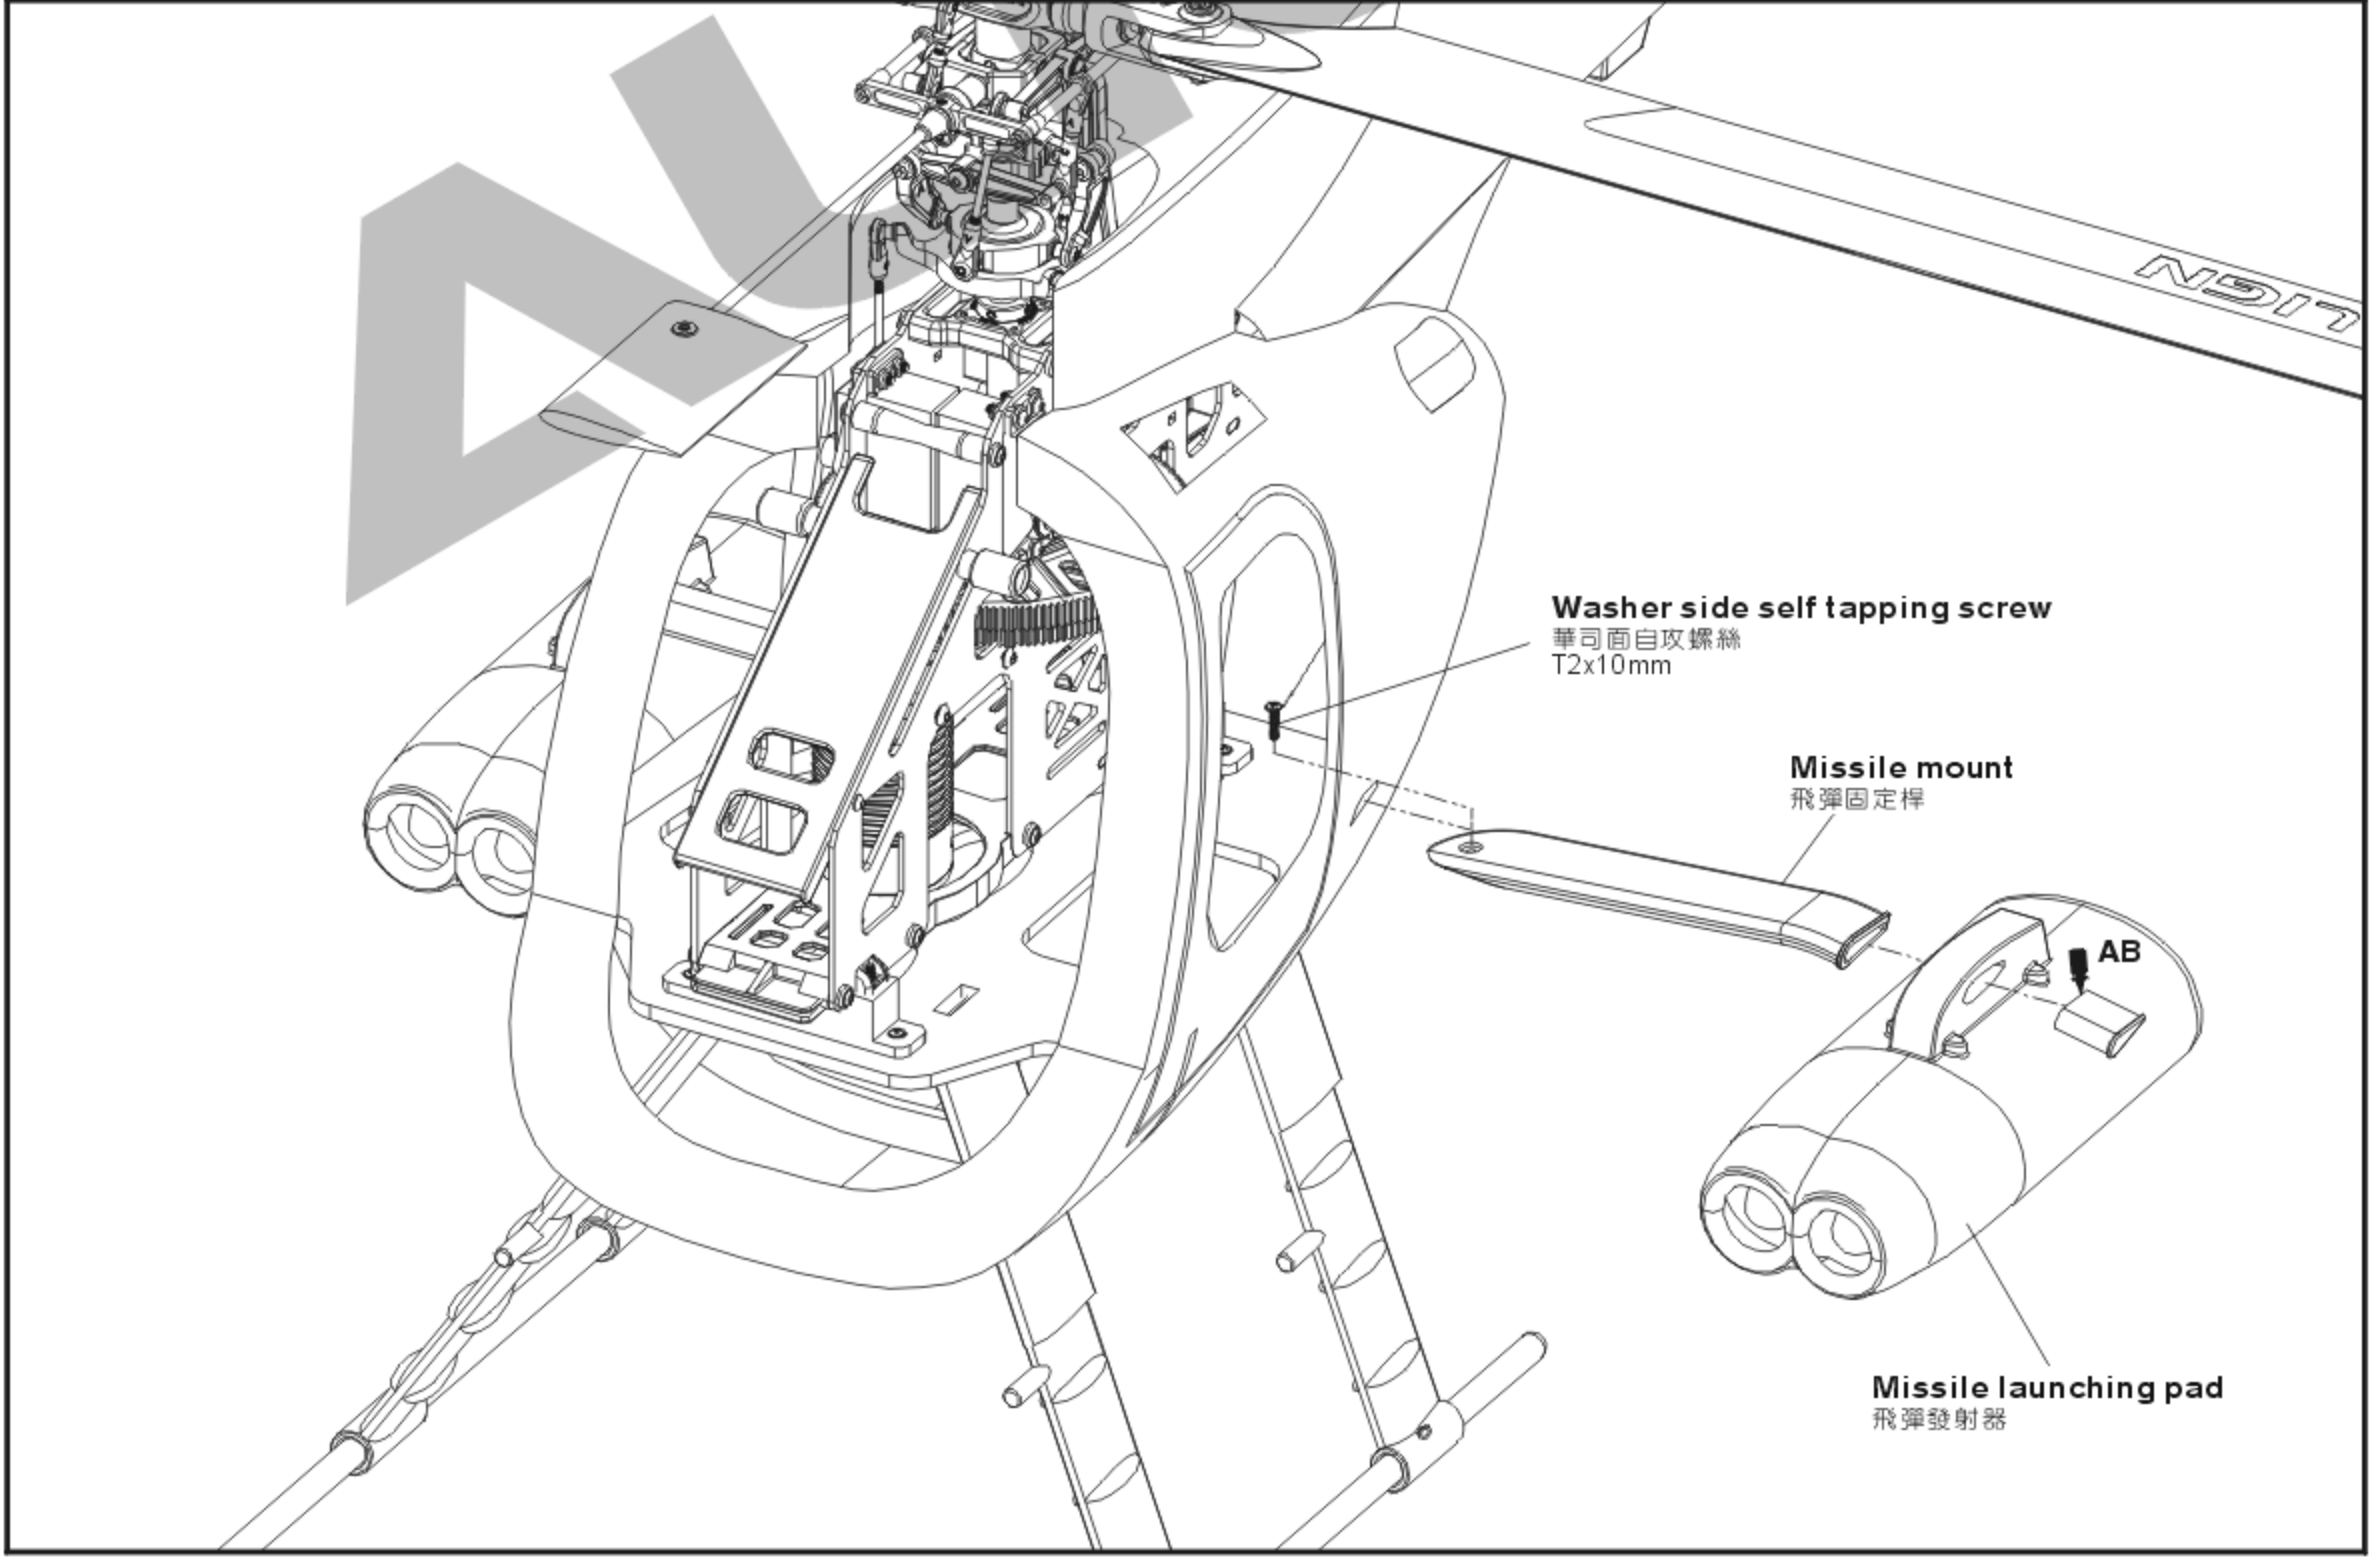 LIGN
Washer side self tapping screw
華司面自攻螺絲
T2x10mm
Missile mount
飛彈固定桿
AB
Missile launching pad
飛彈發射器